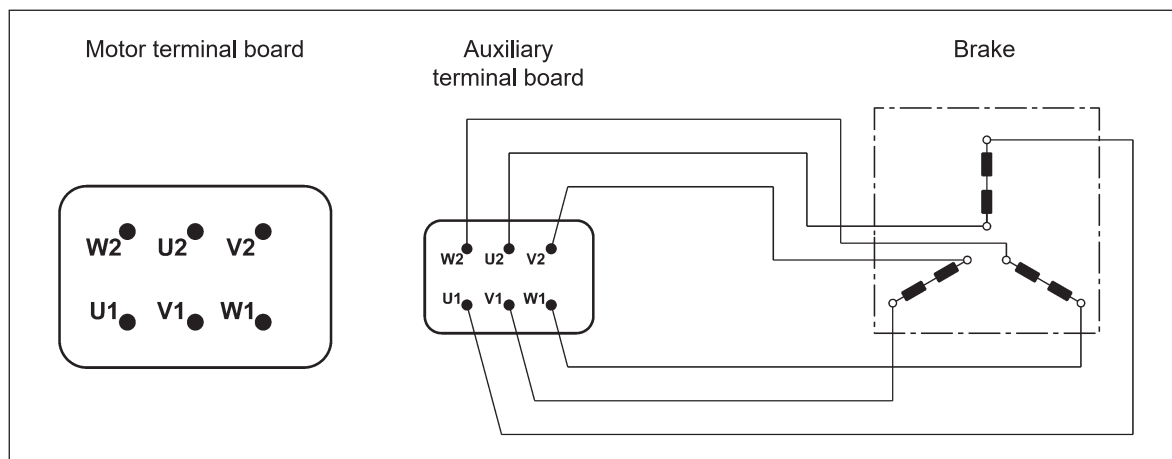 Motor terminal board
Auxiliary
terminal board
Brake
W2 U2 V2
U1 V1 W1
W2 U2 V2
U1 V1 W1